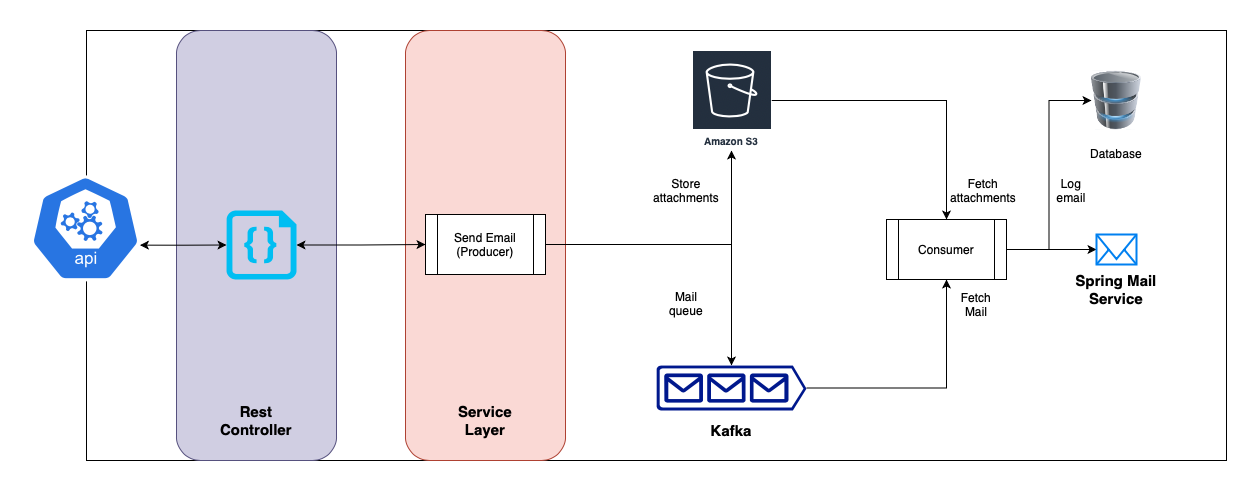 Amazon S3
Database
Store
attachments
Fetch
attachments
Log
email
api
{}
Send Email
(Producer)
Consumer
Spring Mail
Service
Mail
queue
Fetch
Mail
Rest
Controller
Service
Layer
Kafka